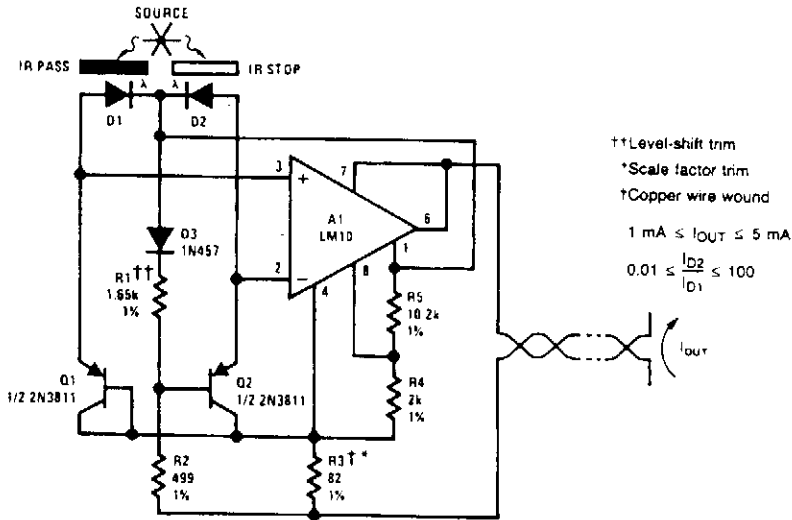 SOURCE
IR PASS
IR STOP
λ λ
D1
D2
3
7
+
A1
LM10
6
1
8
2
−
4
D3
1N457
R1††
1.65k
1%
R5
10.2k
1%
R4
2k
1%
Q1
1/2 2N3811
Q2
1/2 2N3811
R2
499
1%
R3†*
82
1%
IOUT
††Level-shift trim
*Scale factor trim
†Copper wire wound
1 mA ≤ IOUT ≤ 5 mA
0.01 ≤ ID2/ID1 ≤ 100